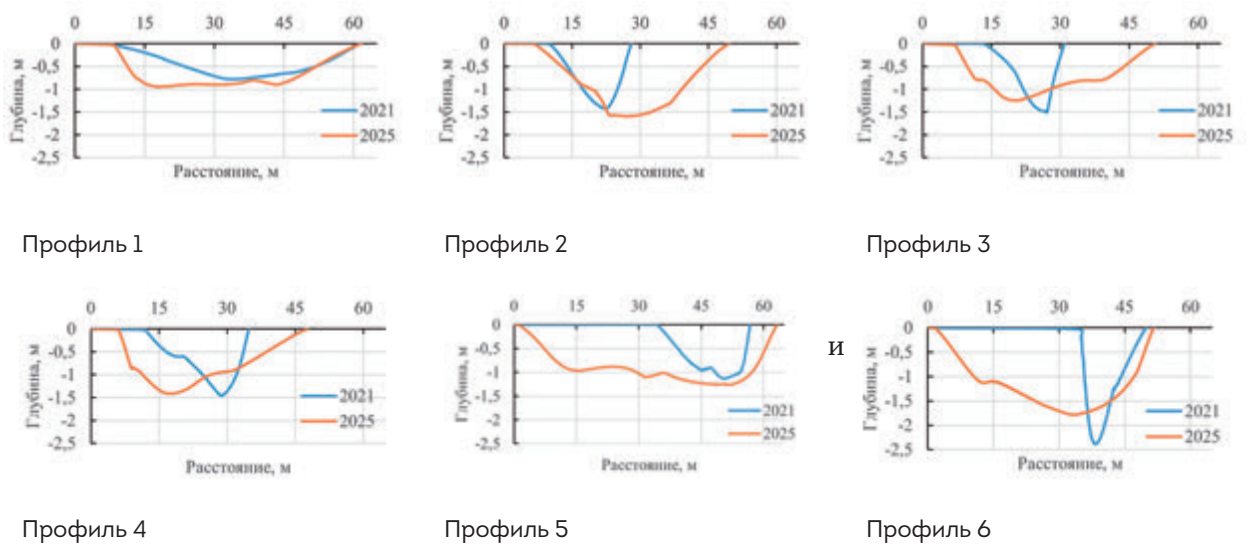 0 15 30 45 60
0
-0,5
-1
-1,5
-2
-2,5
Глубина, м
2021
2025
Расстояние, м
Профиль 1
0 15 30 45 60
0
-0,5
-1
-1,5
-2
-2,5
Глубина, м
2021
2025
Расстояние, м
Профиль 2
0 15 30 45 60
0
-0,5
-1
-1,5
-2
-2,5
Глубина, м
2021
2025
Расстояние, м
Профиль 3
0 15 30 45 60
0
-0,5
-1
-1,5
-2
-2,5
Глубина, м
2021
2025
Расстояние, м
Профиль 4
0 15 30 45 60
0
-0,5
-1
-1,5
-2
-2,5
Глубина, м
2021
2025
Расстояние, м
Профиль 5
и
0 15 30 45 60
0
-0,5
-1
-1,5
-2
-2,5
Глубина, м
2021
2025
Расстояние, м
Профиль 6